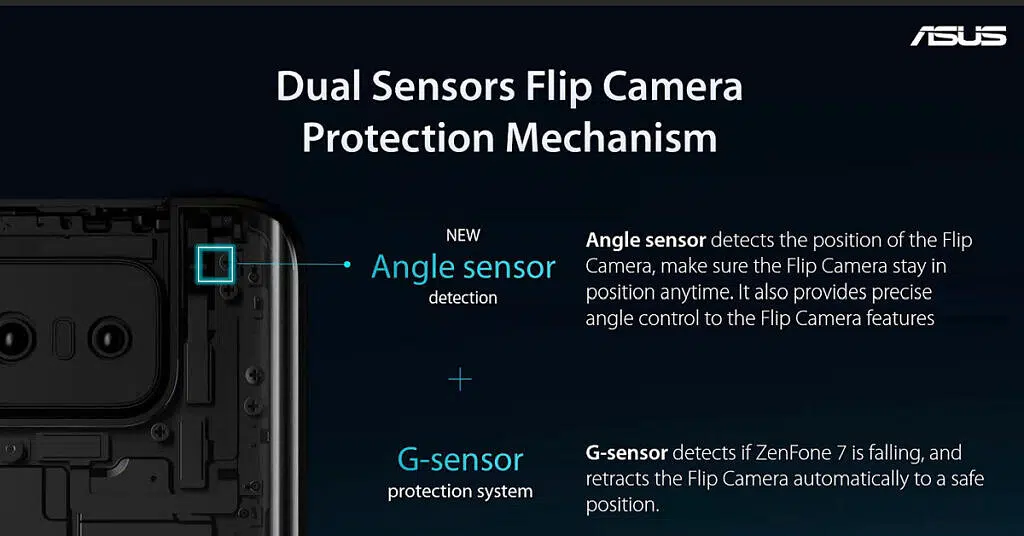 ASUS
Dual Sensors Flip Camera
Protection Mechanism
NEW
Angle sensor
detection
Angle sensor detects the position of the Flip
Camera, make sure the Flip Camera stay in
position anytime. It also provides precise
angle control to the Flip Camera features
+
G-sensor
protection system
G-sensor detects if ZenFone 7 is falling, and
retracts the Flip Camera automatically to a safe
position.